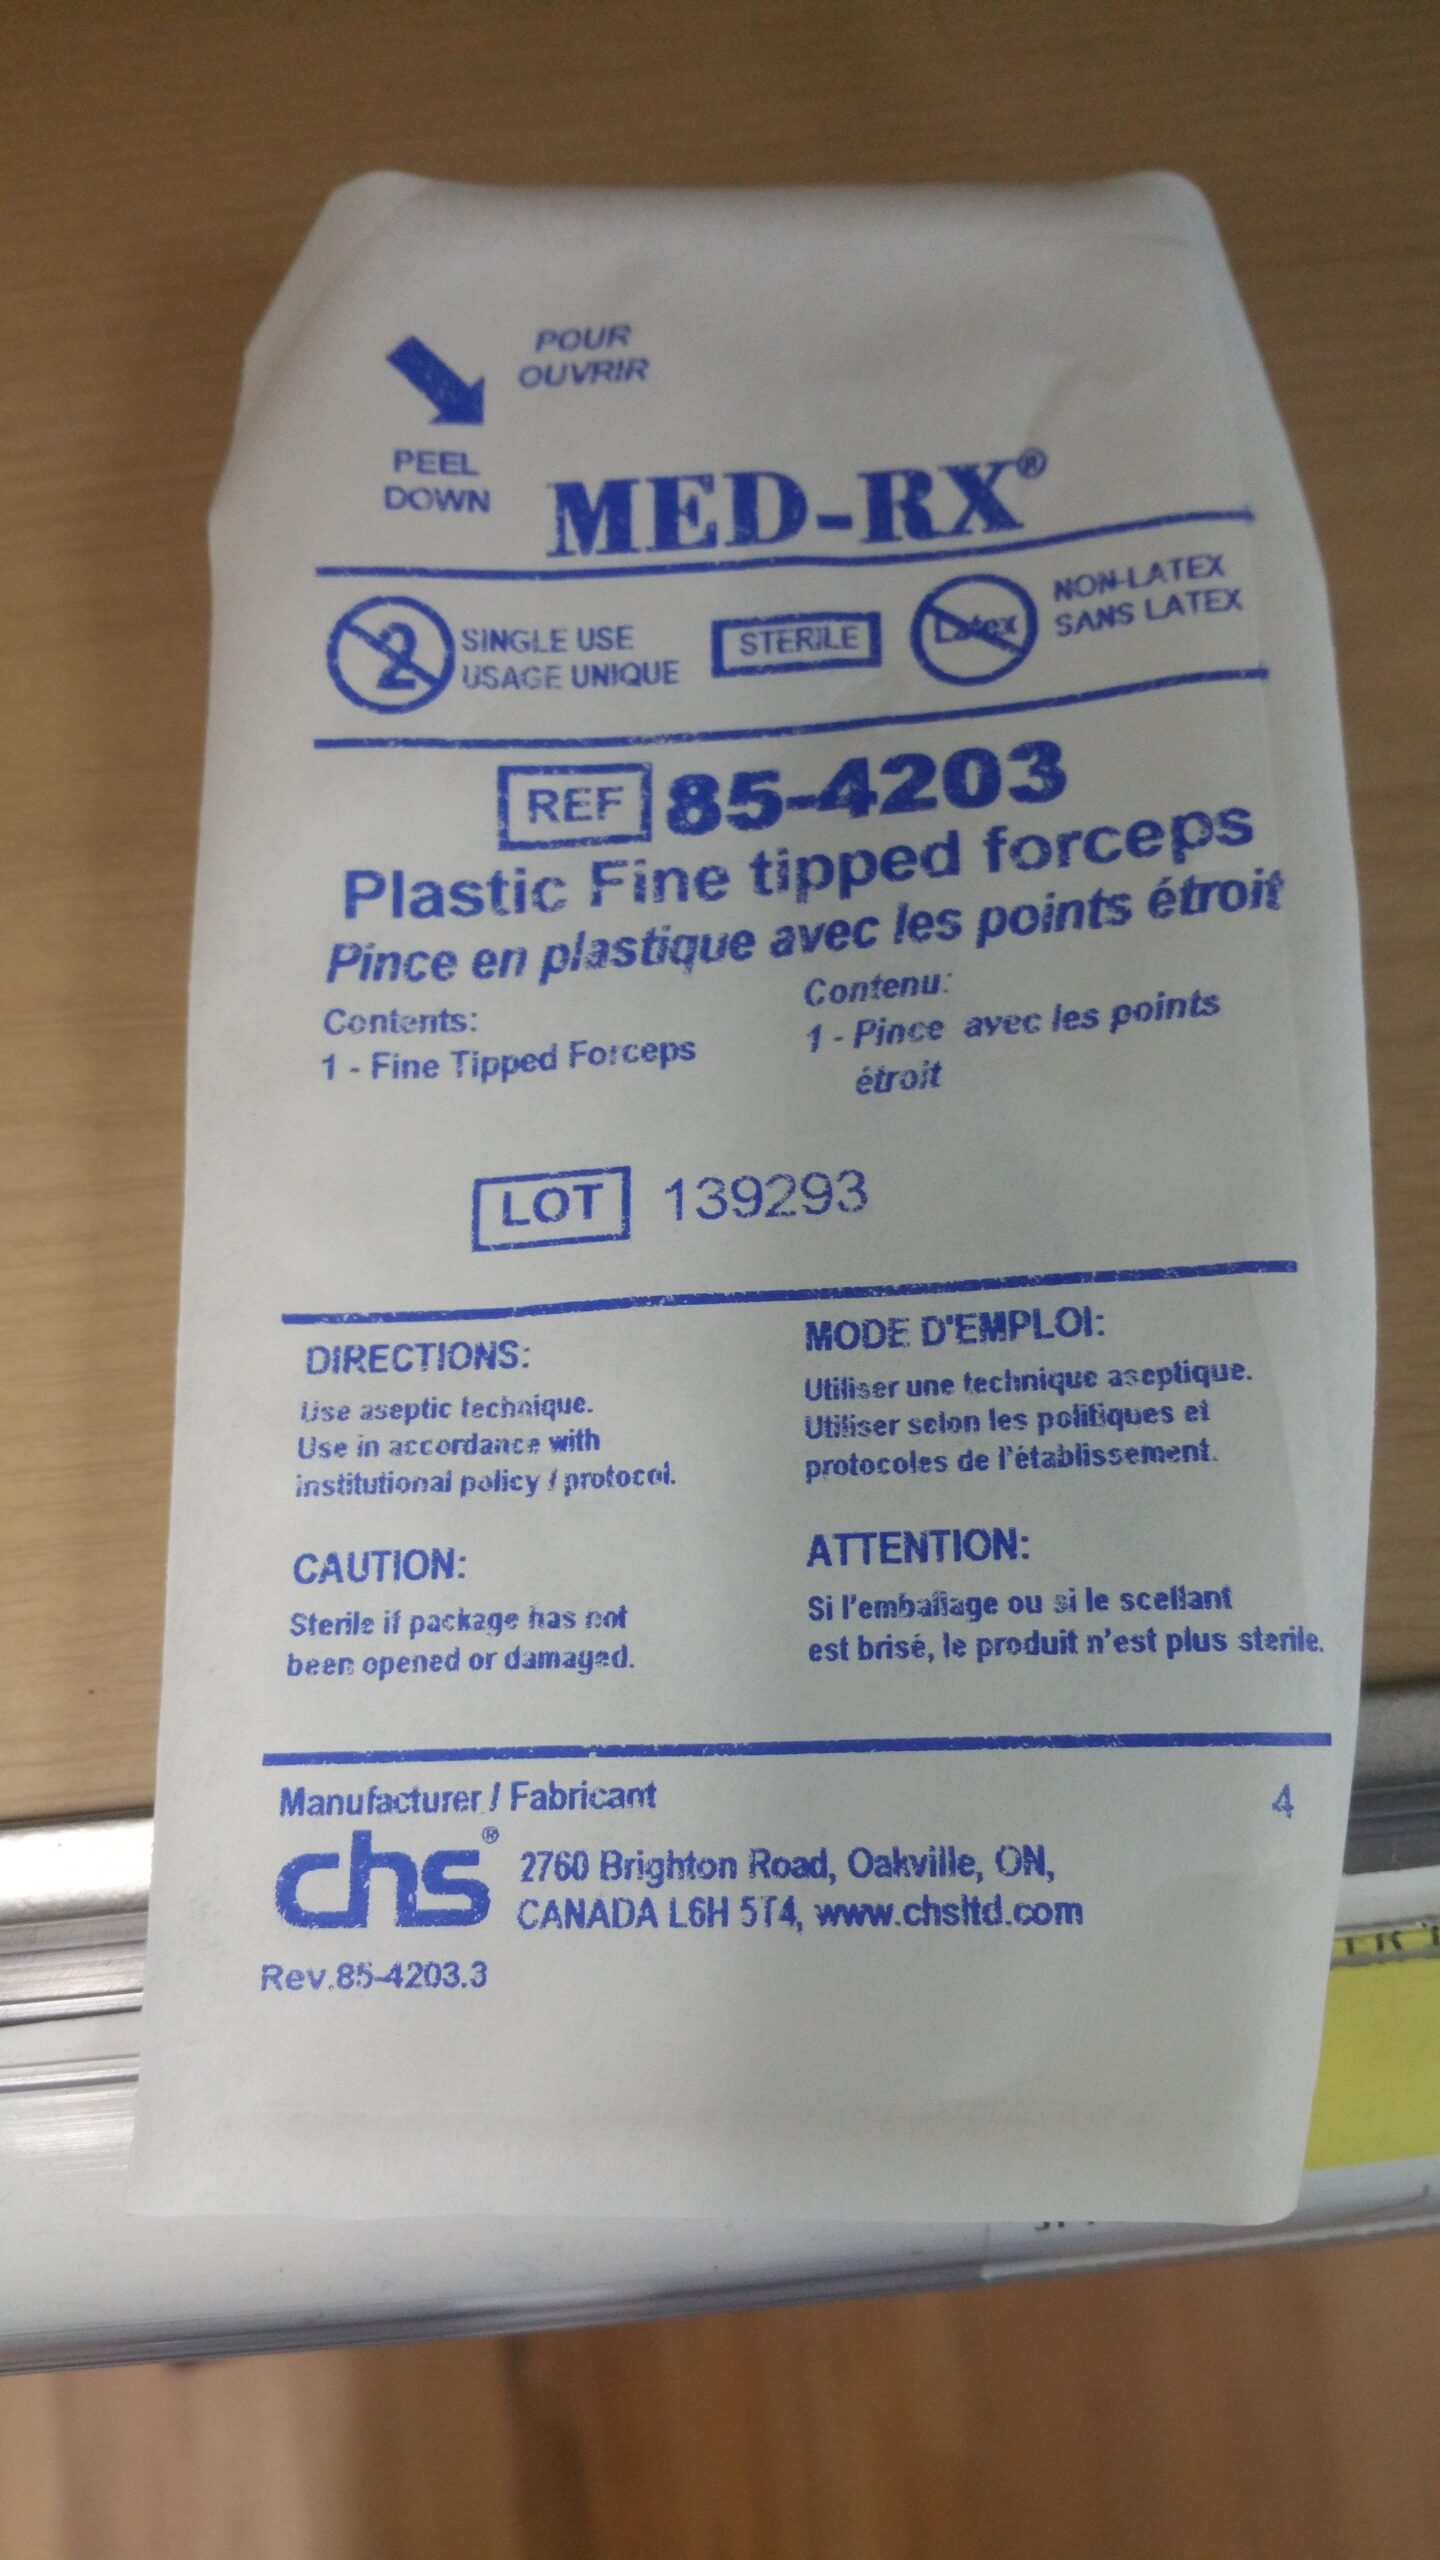 POUR
OUVRIR
PEEL
DOWN
MED-RX®
2
SINGLE USE
USAGE UNIQUE
STERILE
Latex
NON-LATEX
SANS LATEX
REF 85-4203
Plastic Fine tipped forceps
Pince en plastique avec les points étroit
Contents:
1 - Fine Tipped Forceps
Contenu:
1 - Pince avec les points
étroit
LOT 139293
DIRECTIONS:
Use aseptic technique.
Use in accordance with
institutional policy / protocol.
MODE D'EMPLOI:
Utiliser une technique aseptique.
Utiliser selon les politiques et
protocoles de l'établissement.
CAUTION:
Sterile if package has not
been opened or damaged.
ATTENTION:
Si l'emballage ou si le scellant
est brisé, le produit n'est plus sterile.
Manufacturer / Fabricant
4
chs®
2760 Brighton Road, Oakville, ON,
CANADA L6H 5T4, www.chsltd.com
Rev.85-4203.3